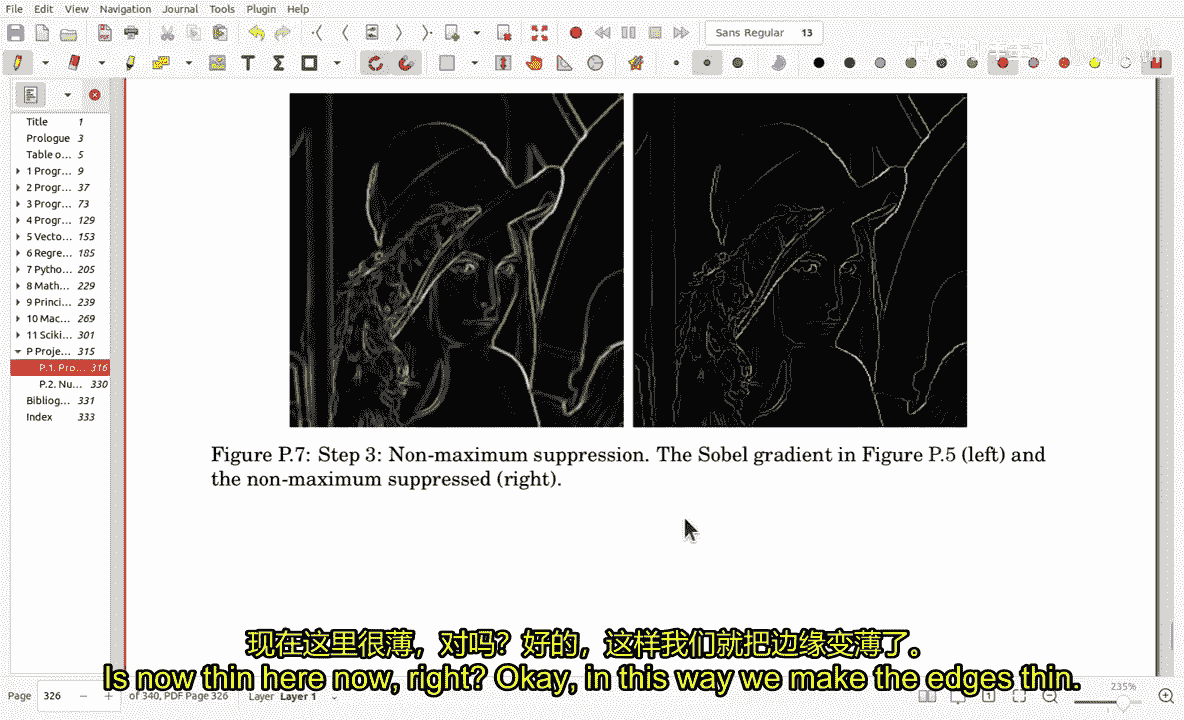 File Edit View Navigation Journal Tools Plugin Help
Sans Regular 13
Title 1
Prologue 3
Table o... 5
1 Progr... 9
2 Progr... 37
3 Progr... 73
4 Progr... 129
5 Vecto... 153
6 Regre... 185
7 Pytho... 205
8 Math... 229
9 Princi... 239
10 Mac... 269
11 Sciki... 301
P Proje... 315
P.1. Pro... 316
P.2. Nu... 330
Bibliog... 331
Index 333
Figure P.7: Step 3: Non-maximum suppression. The Sobel gradient in Figure P.5 (left) and
the non-maximum suppressed (right).
现在这里很薄，对吗？好的，这样我们就把边缘变薄了。
Is now thin here now, right? Okay, in this way we make the edges thin.
Page 326 of 340, PDF Page 326 Layer Layer 1 235%